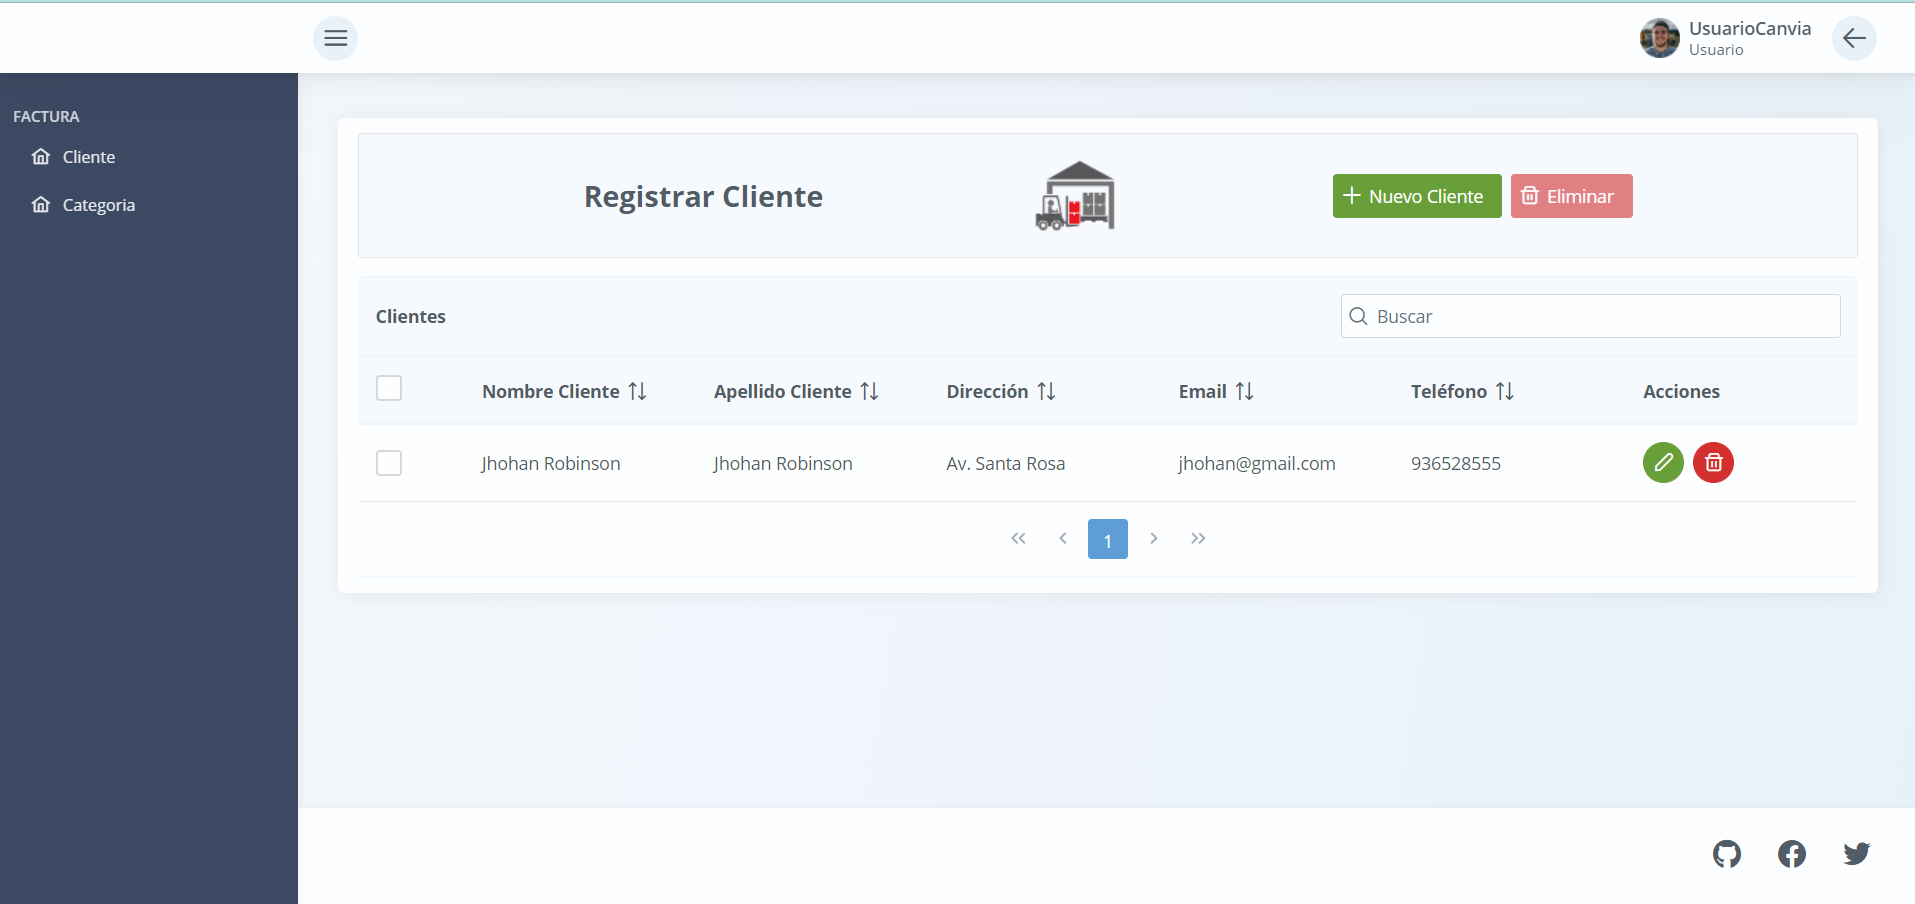 UsuarioCanvia
Usuario
FACTURA
Cliente
Categoria
Registrar Cliente
Nuevo Cliente
Eliminar
Clientes
Buscar
Nombre Cliente Apellido Cliente Dirección Email Teléfono Acciones
Jhohan Robinson Jhohan Robinson Av. Santa Rosa jhohan@gmail.com 936528555
1